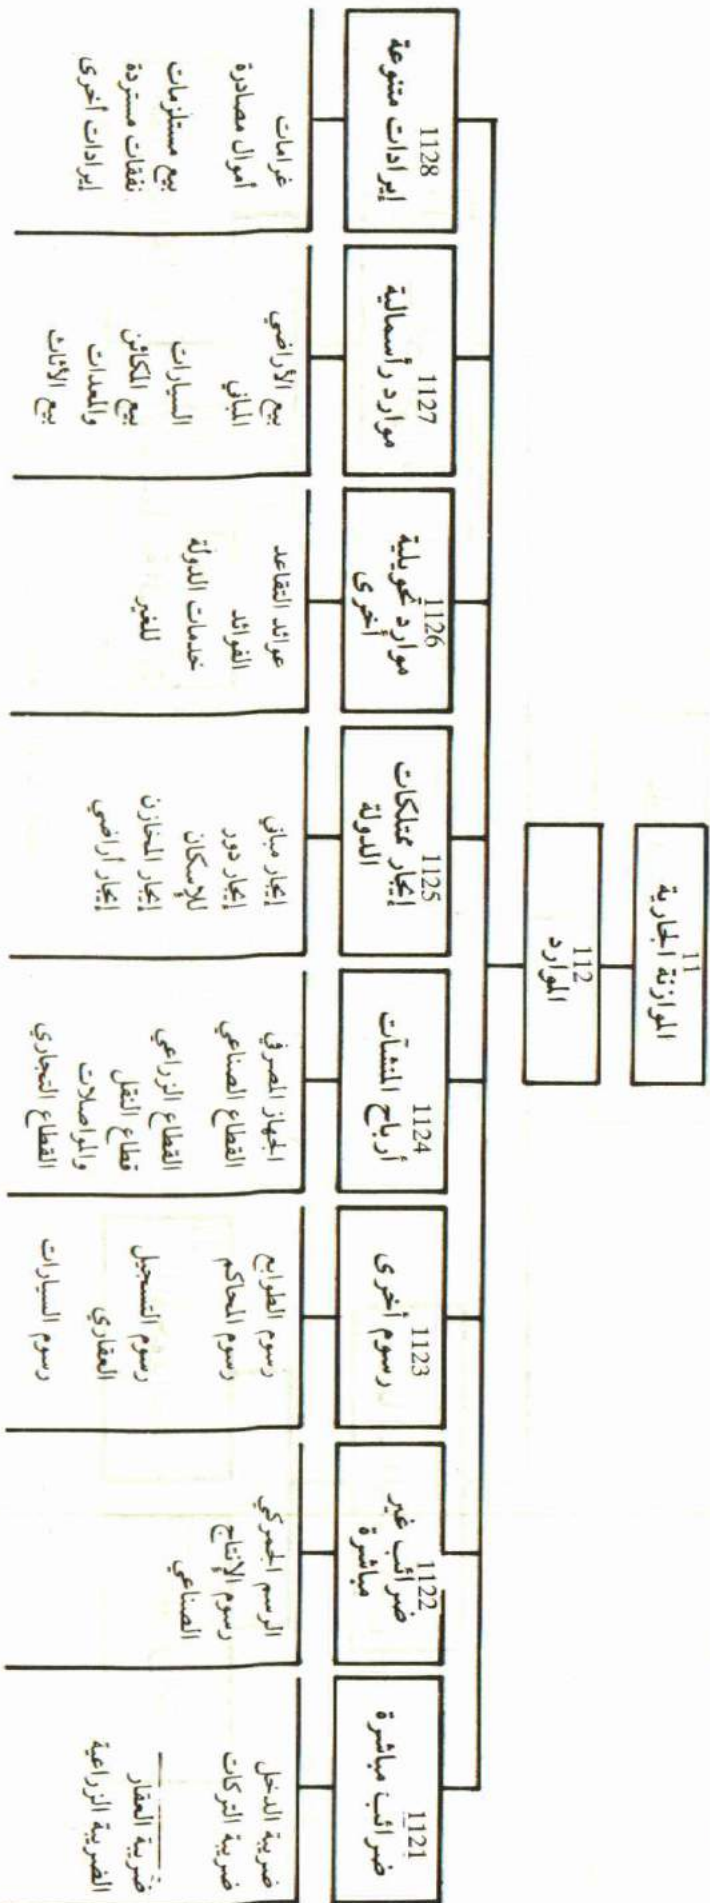 11
الموازنة الجارية
112
الموارد
1121
ضرائب مباشرة
ضريبة الدخل
ضريبة التركات
ضريبة العقار
الضريبة الزراعية
1122
ضرائب غير
مباشرة
الرسم الجمركي
رسوم الإنتاج
الصناعي
1123
رسوم أخرى
رسوم الطوابع
رسوم المحاكم
رسوم التسجيل
العقاري
رسوم السيارات
1124
أرباح المنشآت
الجهاز المصرفي
القطاع الصناعي
القطاع الزراعي
قطاع النقل
والمواصلات
القطاع التجاري
1125
إيجار ممتلكات
الدولة
إيجار مباني
إيجار دور
للإسكان
إيجار المخازن
إيجار أراضي
1126
موارد تحويلية
أخرى
عوائد التقاعد
الفوائد
خدمات الدولة
للغير
1127
موارد رأسمالية
بيع الأراضي
المباني
السيارات
بيع المكائن
والمعدات
بيع الأثاث
1128
إيرادات متنوعة
غرامات
أموال مصادرة
بيع مستلزمات
نفقات مستردة
إيرادات أخرى